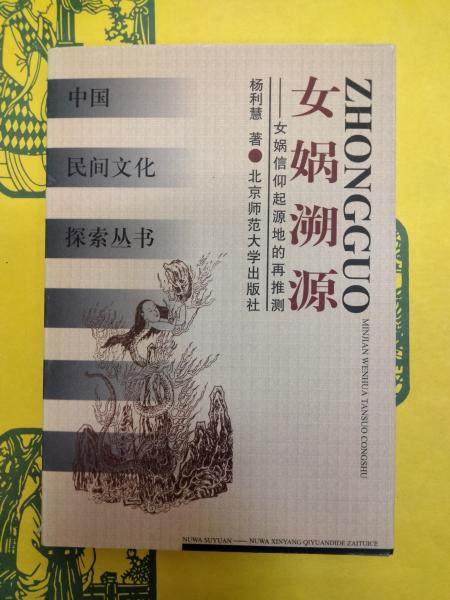 中国
民间文化
探索丛书
ZHONGGUO
MINJIAN WENHUA TANSUO CONGSHU
女娲溯源
——女娲信仰起源地的再推测
杨利慧 著●北京师范大学出版社
NUWA SUYUAN —— NUWA XINYANG QIYUANDIDE ZAITUICE